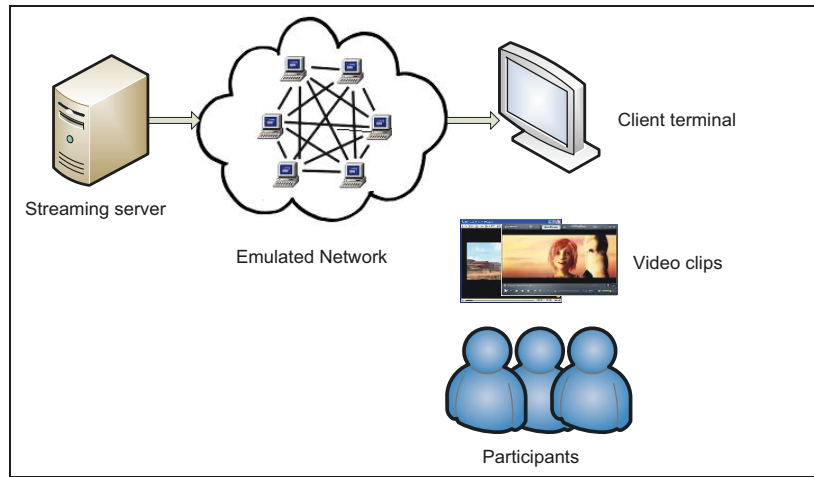 Streaming server
Emulated Network
Client terminal
Video clips
Participants